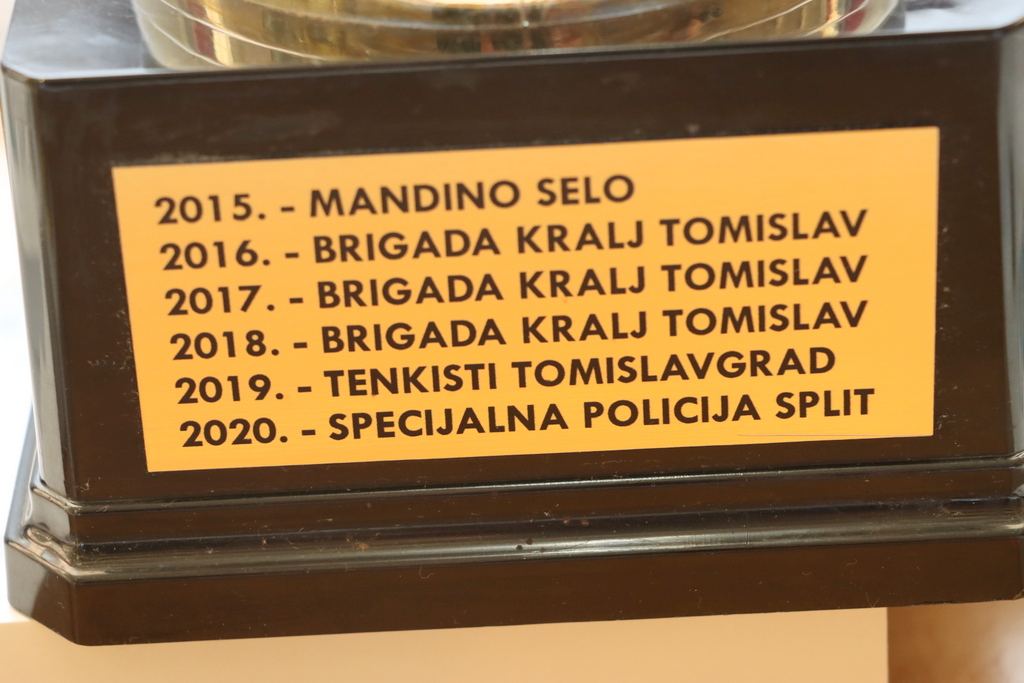 2015. - MANDINO SELO
2016. - BRIGADA KRALJ TOMISLAV
2017. - BRIGADA KRALJ TOMISLAV
2018. - BRIGADA KRALJ TOMISLAV
2019. - TENKISTI TOMISLAVGRAD
2020. - SPECIJALNA POLICIJA SPLIT